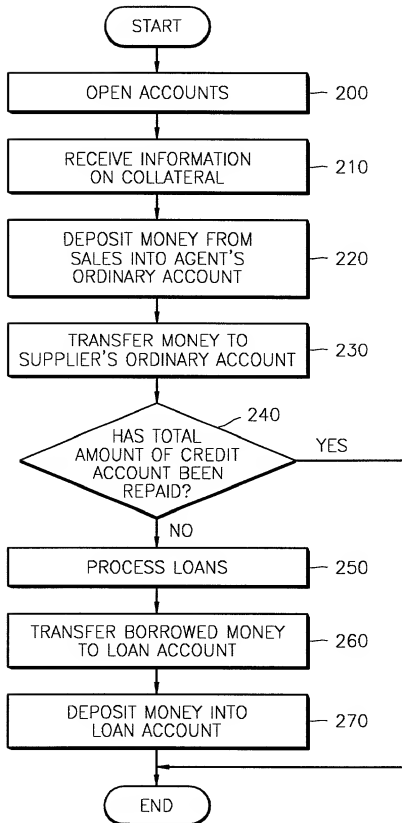 START
OPEN ACCOUNTS
200
RECEIVE INFORMATION
ON COLLATERAL
210
DEPOSIT MONEY FROM
SALES INTO AGENT'S
ORDINARY ACCOUNT
220
TRANSFER MONEY TO
SUPPLIER'S ORDINARY ACCOUNT
230
240
HAS TOTAL
AMOUNT OF CREDIT
ACCOUNT BEEN
REPAID?
YES
NO
PROCESS LOANS
250
TRANSFER BORROWED MONEY
TO LOAN ACCOUNT
260
DEPOSIT MONEY INTO
LOAN ACCOUNT
270
END